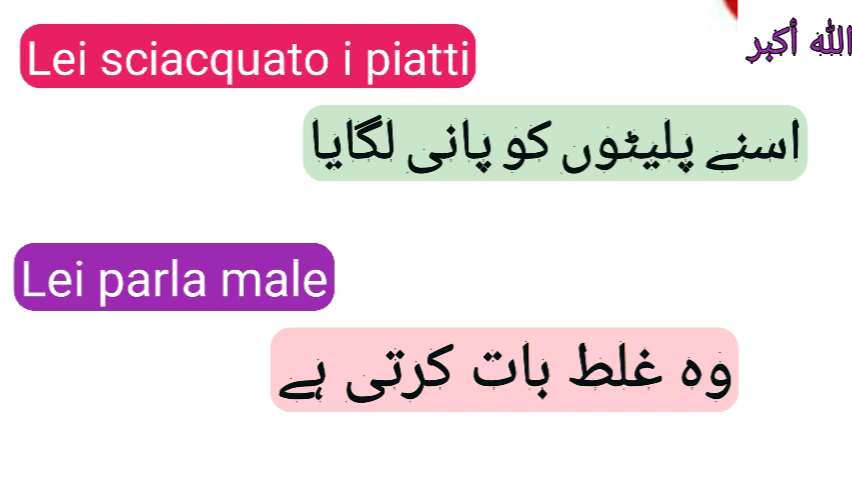 الله أكبر
Lei sciacquato i piatti
اسنے پلیٹوں کو پانی لگایا
Lei parla male
وہ غلط بات کرتی ہے